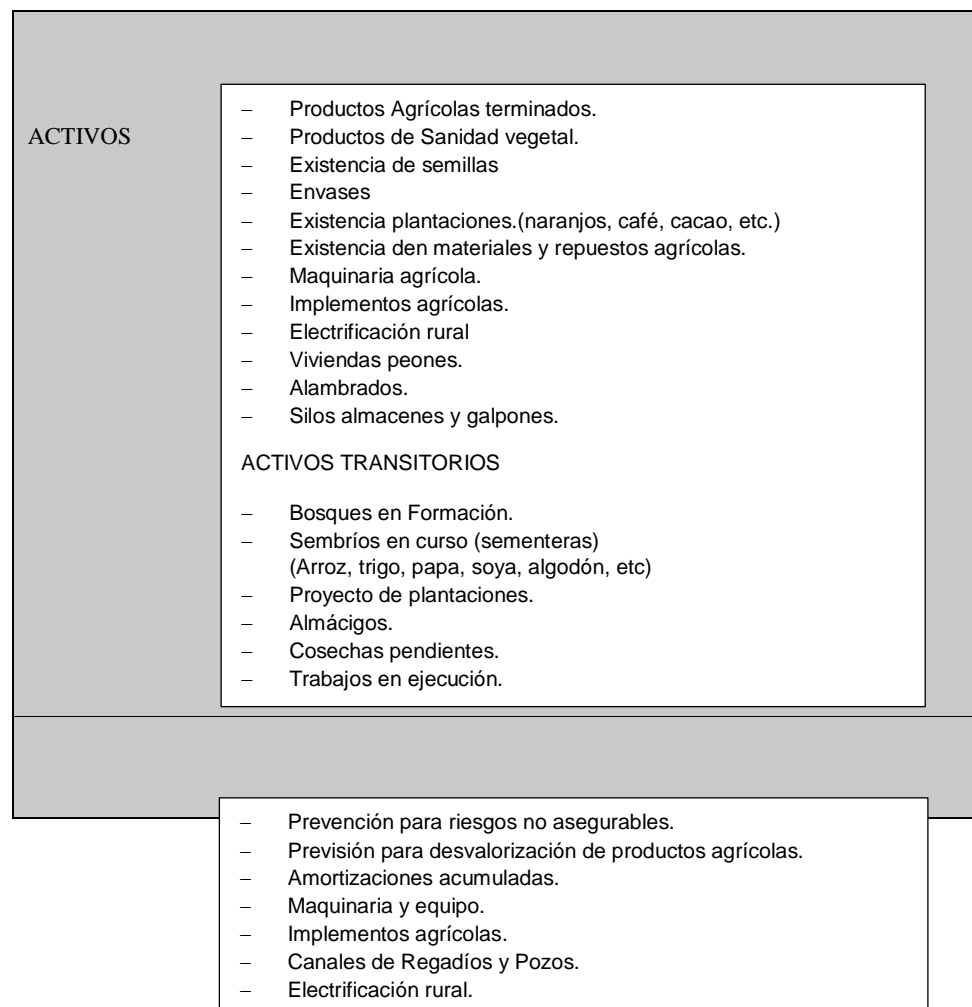 ACTIVOS
– Productos Agrícolas terminados.
– Productos de Sanidad vegetal.
– Existencia de semillas
– Envases
– Existencia plantaciones.(naranjos, café, cacao, etc.)
– Existencia den materiales y repuestos agrícolas.
– Maquinaria agrícola.
– Implementos agrícolas.
– Electrificación rural
– Viviendas peones.
– Alambrados.
– Silos almacenes y galpones.
ACTIVOS TRANSITORIOS
– Bosques en Formación.
– Sembríos en curso (sementeras)
(Arroz, trigo, papa, soya, algodón, etc)
– Proyecto de plantaciones.
– Almácigos.
– Cosechas pendientes.
– Trabajos en ejecución.
– Prevención para riesgos no asegurables.
– Previsión para desvalorización de productos agrícolas.
– Amortizaciones acumuladas.
– Maquinaria y equipo.
– Implementos agrícolas.
– Canales de Regadíos y Pozos.
– Electrificación rural.